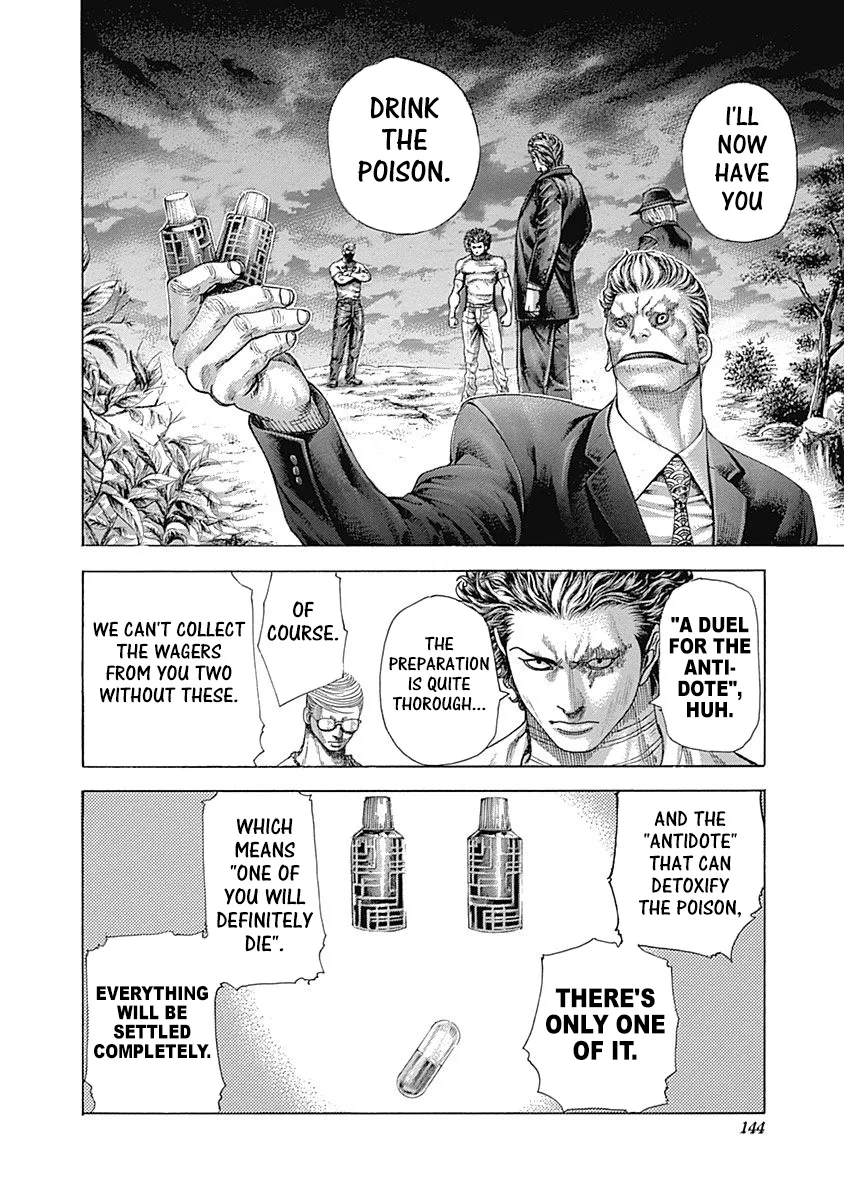 I'LL
NOW
HAVE
YOU
DRINK
THE
POISON.
"A DUEL
FOR THE
ANTI-
DOTE",
HUH.
THE
PREPARATION
IS QUITE
THOROUGH...
OF
COURSE.
WE CAN'T COLLECT
THE WAGERS
FROM YOU TWO
WITHOUT THESE.
AND THE
"ANTIDOTE"
THAT CAN
DETOXIFY
THE POISON,
THERE'S
ONLY ONE
OF IT.
WHICH
MEANS
"ONE OF
YOU WILL
DEFINITELY
DIE".
EVERYTHING
WILL BE
SETTLED
COMPLETELY.
144